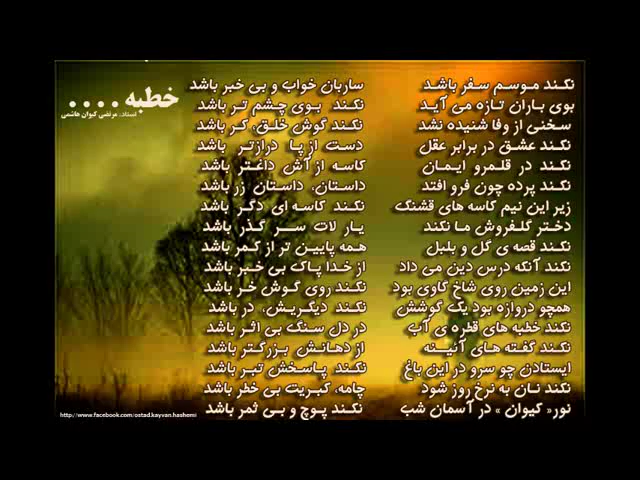 خطبه ....
استاد، مرتضی کیوان هاشمی
نکند موسم سفر باشد ساربان خواب و بی خبر باشد
بوی باران تازه می آید نکند بوی چشم تر باشد
سخنی از وفا شنیده نشد نکند گوش خلق، کر باشد
نکند عشق در برابر عقل دست از پا درازتر باشد
نکند در قلمرو ایمان کاسه از آش داغتر باشد
نکند پرده چون فرو افتد داستان، داستان زر باشد
زیر این نیم کاسه های قشنگ نکند کاسه ای دگر باشد
دختر گلفروش ما نکند یار لات سر گذر باشد
نکند قصه ی گل و بلبل همه پایین تر از کمر باشد
نکند آنکه درس دین می داد از خدا پاک بی خبر باشد
این زمین روی شاخ گاوی بود نکند روی گوش خر باشد
همچو دروازه بود یک گوشش نکند دیگریش، در باشد
نکند خطبه های قطره ی آب در دل سنگ بی اثر باشد
نکند گفته های آئینه از دهانش بزرگتر باشد
ایستادن چو سرو در این باغ نکند پاسخش تبر باشد
نکند نان به نرخ روز شود چامه، کبریت بی خطر باشد
نور« کیوان » در آسمان شب نکند پوچ و بی ثمر باشد
http://www.facebook.com/ostad.kayvan.hashemi